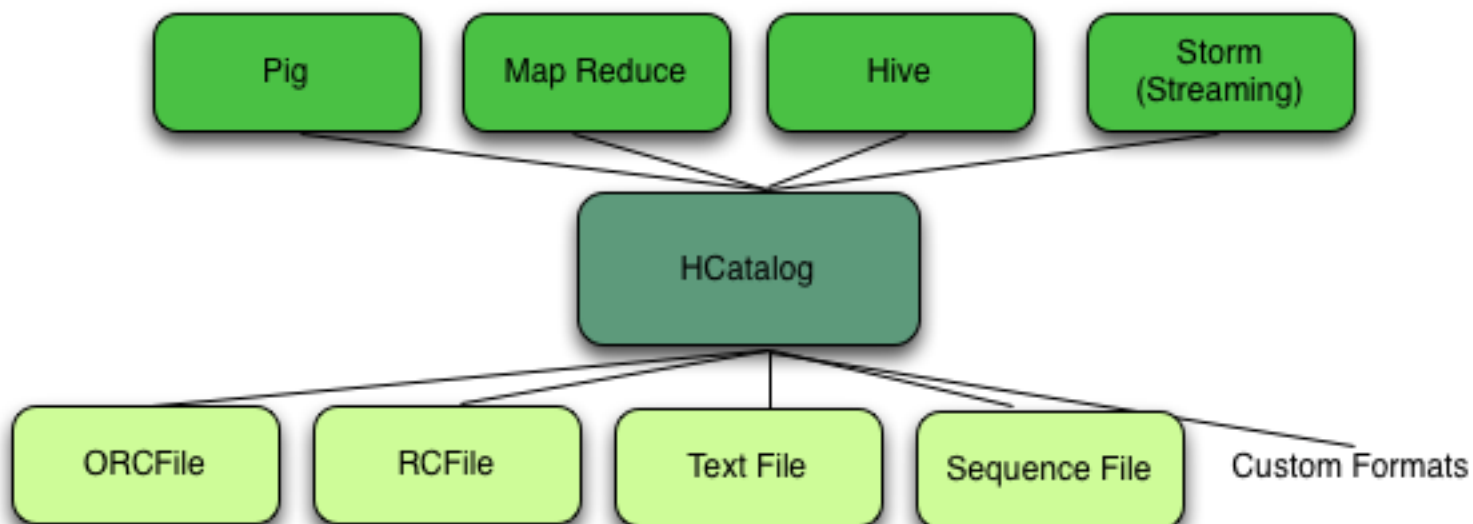 Pig
Map Reduce
Hive
Storm
(Streaming)
HCatalog
ORCFile
RCFile
Text File
Sequence File
Custom Formats